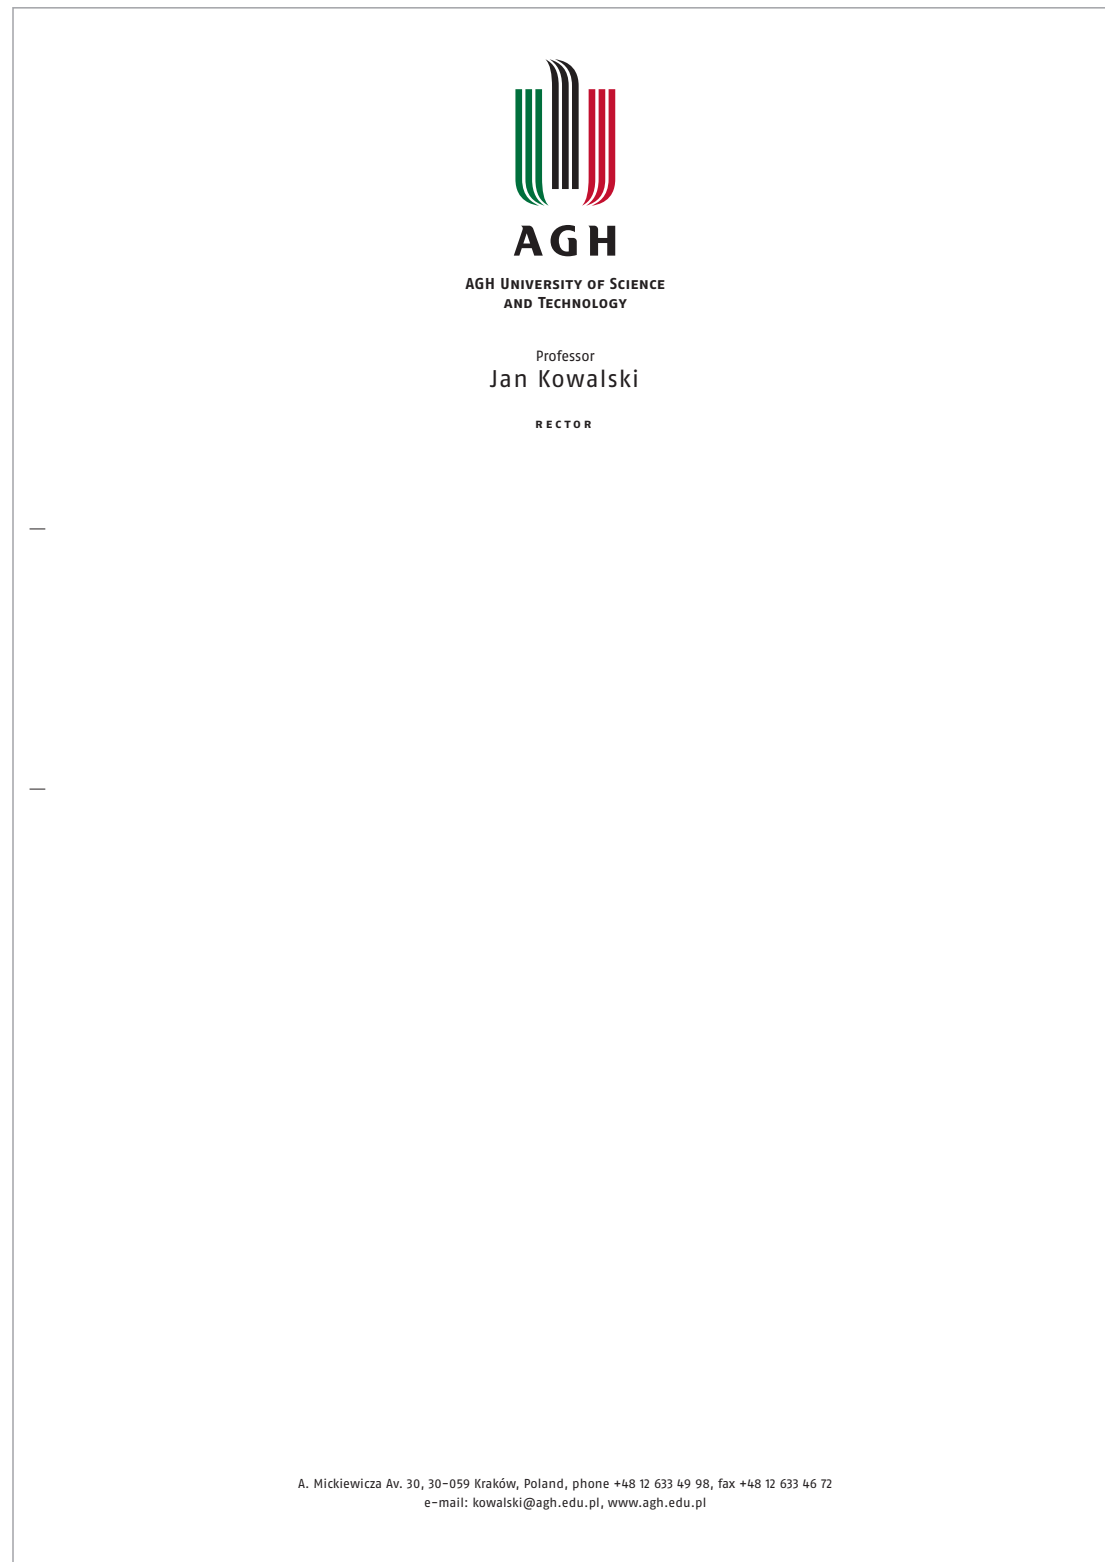 AGH
AGH University of Science
and Technology
Professor
Jan Kowalski
RECTOR
A. Mickiewicza Av. 30, 30-059 Kraków, Poland, phone +48 12 633 49 98, fax +48 12 633 46 72
e-mail: kowalski@agh.edu.pl, www.agh.edu.pl